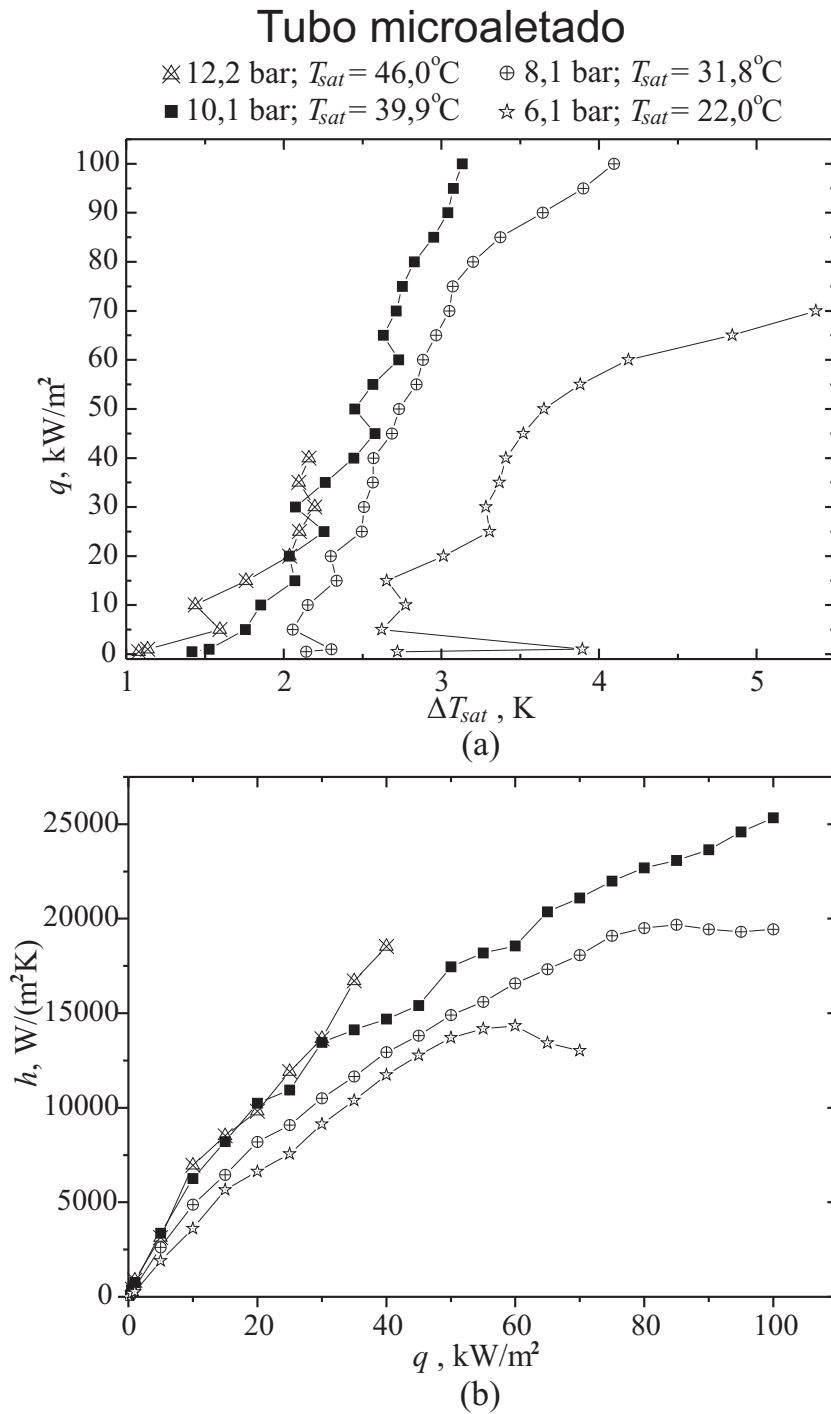 Tubo microaletado
12,2 bar; Tsat = 46,0°C 8,1 bar; Tsat = 31,8°C
10,1 bar; Tsat = 39,9°C 6,1 bar; Tsat = 22,0°C
100
90
80
70
60
50
40
30
20
10
0
q, kW/m²
1 2 3 4 5
ΔTsat , K
(a)
25000
20000
15000
10000
5000
0
h, W/(m²K)
0 20 40 60 80 100
q , kW/m²
(b)